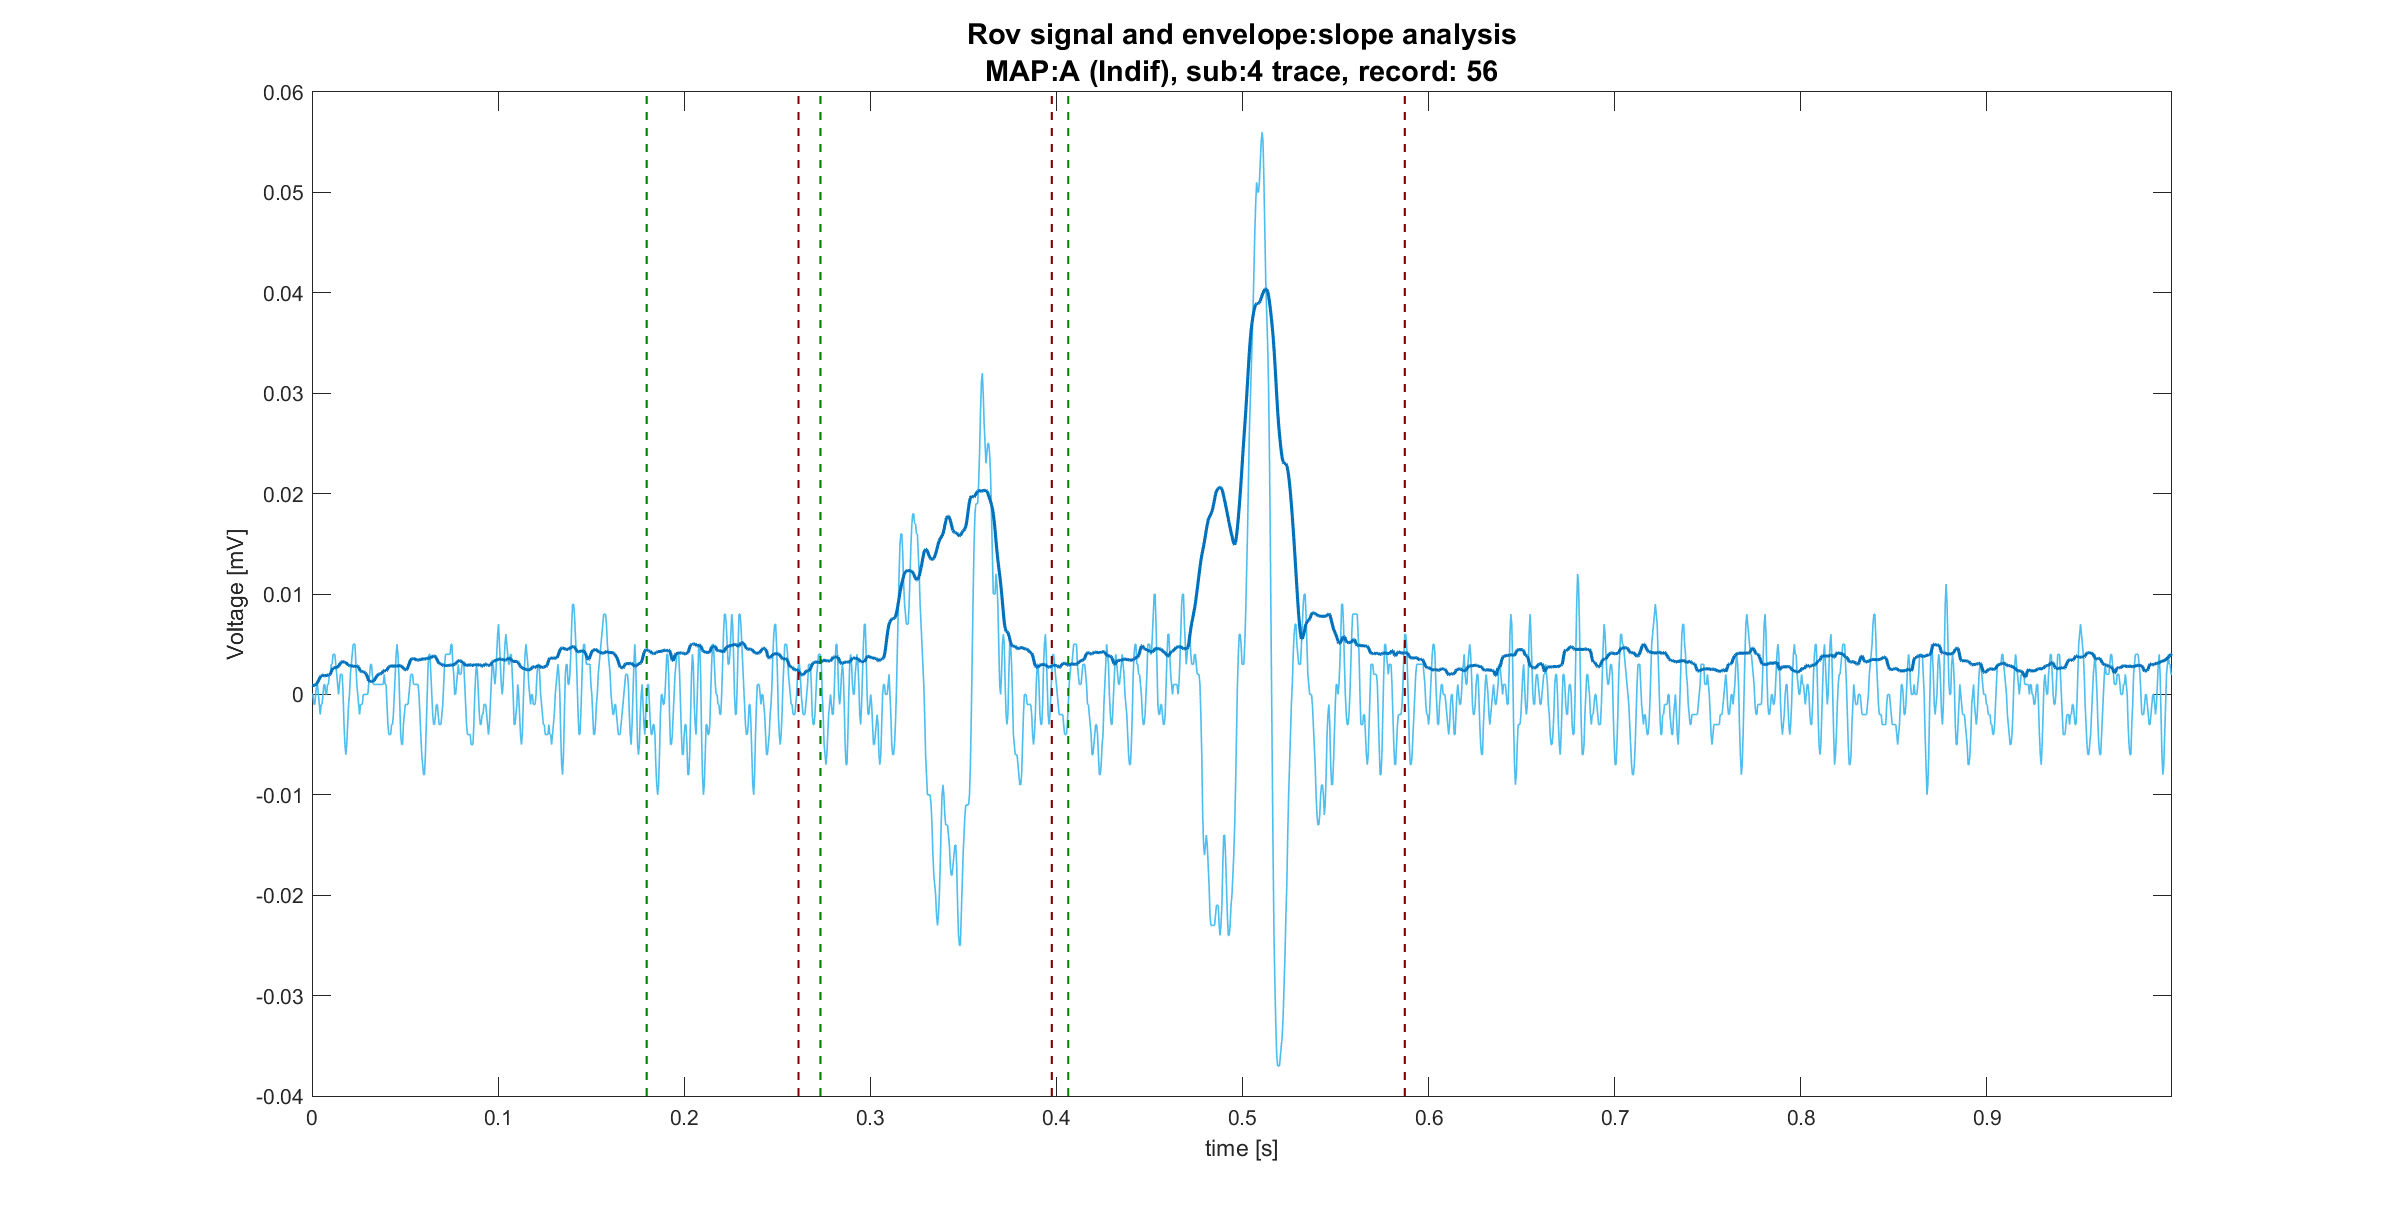 Rov signal and envelope:slope analysis
MAP:A (Indif), sub:4 trace, record: 56
0.06
0.05
0.04
0.03
0.02
0.01
0
-0.01
-0.02
-0.03
-0.04
Voltage [mV]
0 0.1 0.2 0.3 0.4 0.5 0.6 0.7 0.8 0.9
time [s]